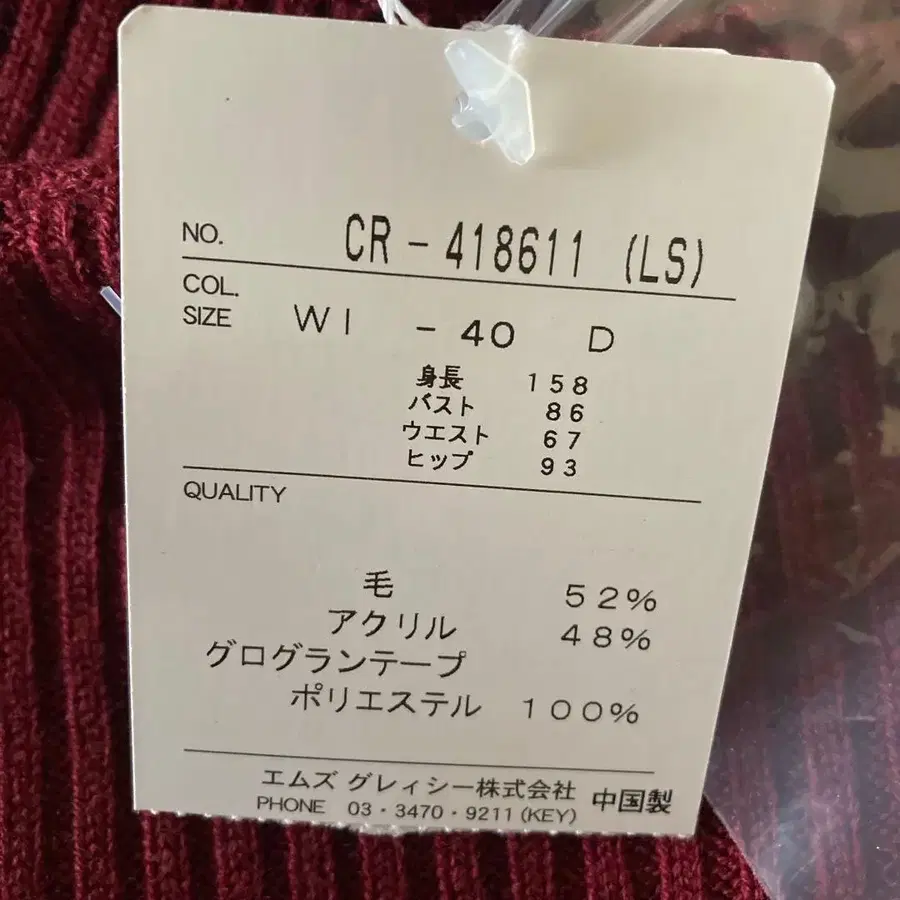 NO. CR-418611 (LS)
COL.
SIZE WI -40 D
身長 158
バスト 86
ウエスト 67
ヒップ 93
QUALITY
毛 52%
アクリル 48%
グログランテープ
ポリエステル 100%
エムズ グレィシー株式会社 中国製
PHONE 03・3470・9211(KEY)